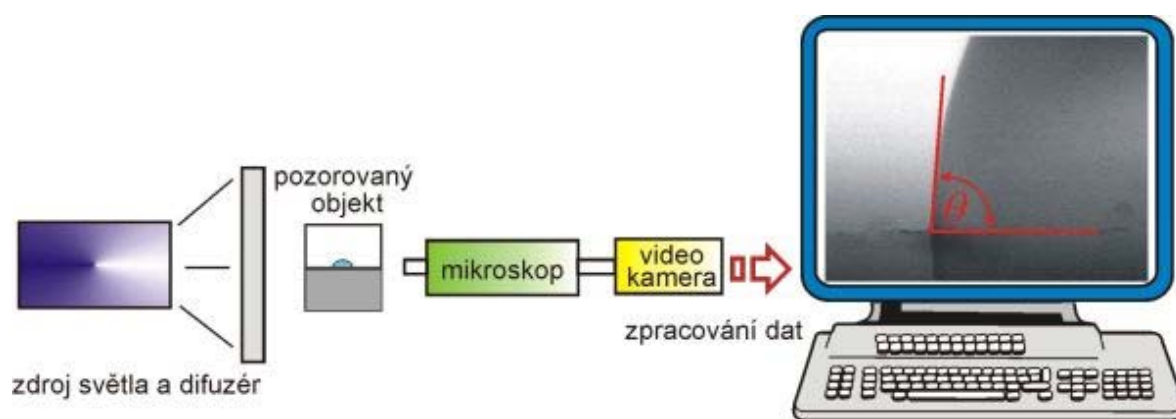 pozorovaný
objekt
mikroskop
video
kamera
zpracování dat
zdroj světla a difuzér
θ